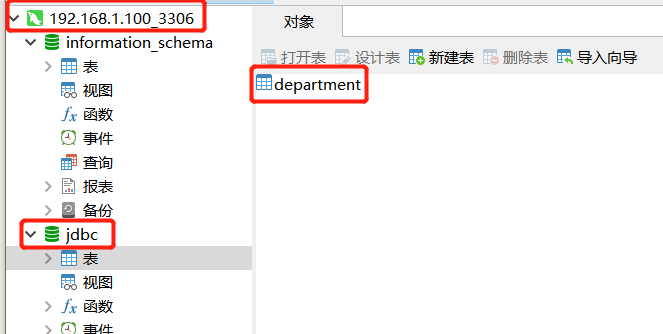 192.168.1.100_3306
information_schema
表
视图
fx 函数
事件
查询
报表
备份
jdbc
表
视图
fx 函数
事件
对象
打开表 设计表 新建表 删除表 导入向导
department